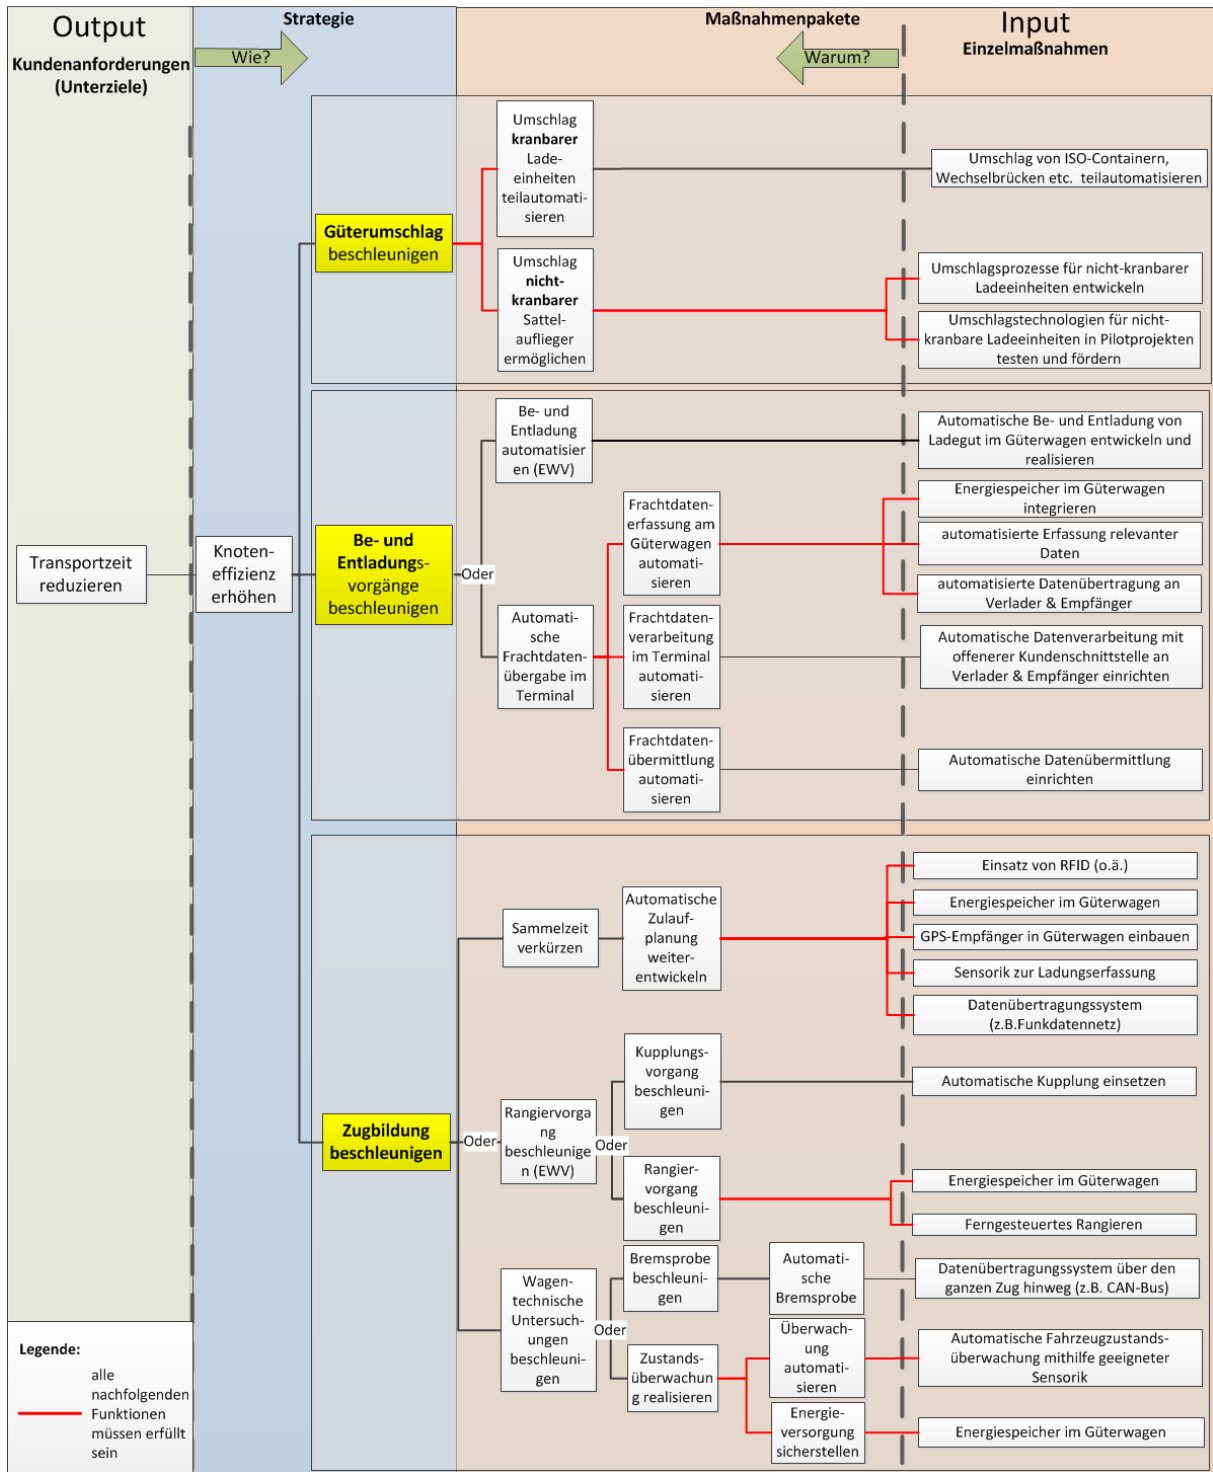 Output
Kundenanforderungen
(Unterziele)
Strategie
Wie?
Maßnahmenpakete
Warum?
Input
Einzelmaßnahmen
Transportzeit
reduzieren
Knoten-
effizienz
erhöhen
Güterumschlag
beschleunigen
Umschlag
kranbarer
Lade-
einheiten
teilautomati-
sieren
Umschlag von ISO-Containern,
Wechselbrücken etc. teilautomatisieren
Umschlag
nicht-
kranbarer
Sattel-
auflieger
ermöglichen
Umschlagsprozesse für nicht-kranbarer
Ladeeinheiten entwickeln
Umschlagstechnologien für nicht-
kranbare Ladeeinheiten in Pilotprojekten
testen und fördern
Be- und
Entladungs-
vorgänge
beschleunigen
Oder
Be- und
Entladung
automatisier
en (EWV)
Automatische Be- und Entladung von
Ladegut im Güterwagen entwickeln und
realisieren
Automati-
sche
Frachtdaten-
übergabe im
Terminal
Frachtdaten-
erfassung am
Güterwagen
automati-
sieren
Energiespeicher im Güterwagen
integrieren
automatisierte Erfassung relevanter
Daten
automatisierte Datenübertragung an
Verlader & Empfänger
Frachtdaten-
verarbeitung
im Terminal
automati-
sieren
Automatische Datenverarbeitung mit
offenerer Kundenschnittstelle an
Verlader & Empfänger einrichten
Frachtdaten-
übermittlung
automati-
sieren
Automatische Datenübermittlung
einrichten
Zugbildung
beschleunigen
Oder
Sammelzeit
verkürzen
Automatische
Zulauf-
planung
weiter-
entwickeln
Einsatz von RFID (o.ä.)
Energiespeicher im Güterwagen
GPS-Empfänger in Güterwagen einbauen
Sensorik zur Ladungserfassung
Datenübertragungssystem
(z.B.Funkdatennetz)
Rangiervorga
ng
beschleunige
n (EWV)
Oder
Kupplungs-
vorgang
beschleuni-
gen
Automatische Kupplung einsetzen
Rangier-
vorgang
beschleuni-
gen
Energiespeicher im Güterwagen
Ferngesteuertes Rangieren
Wagen-
technische
Untersu-
chungen
beschleuni-
gen
Oder
Bremsprobe
beschleuni-
gen
Automati-
sche
Bremsprobe
Datenübertragungssystem über den
ganzen Zug hinweg (z.B. CAN-Bus)
Zustands-
überwachun
g realisieren
Überwach-
ung
automati-
sieren
Automatische Fahrzeugzustands-
überwachung mithilfe geeigneter
Sensorik
Energie-
versorgung
sicherstellen
Energiespeicher im Güterwagen
Legende:
alle
nachfolgenden
Funktionen
müssen erfüllt
sein